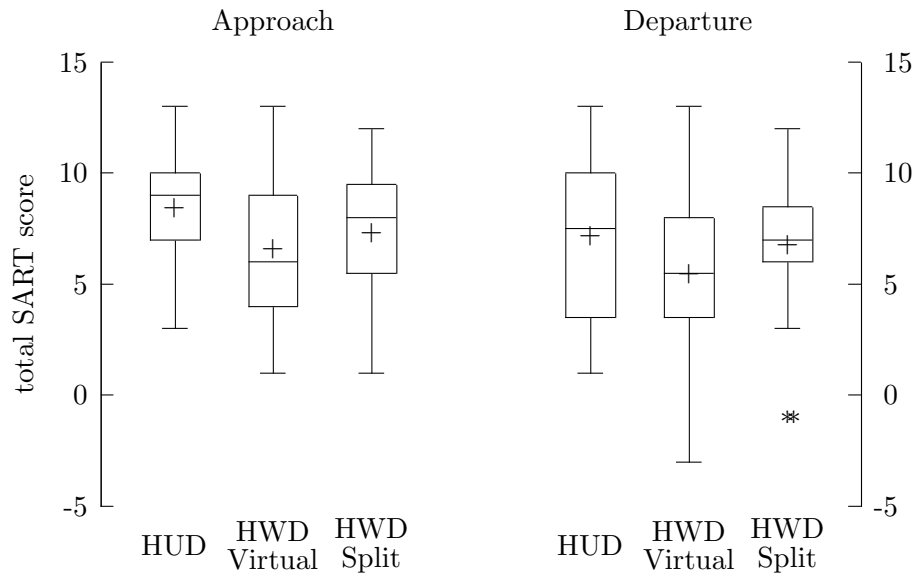 Approach
Departure
15
10
5
0
-5
total SART score
15
10
5
0
-5
HUD
HWD
Virtual
HWD
Split
HUD
HWD
Virtual
HWD
Split